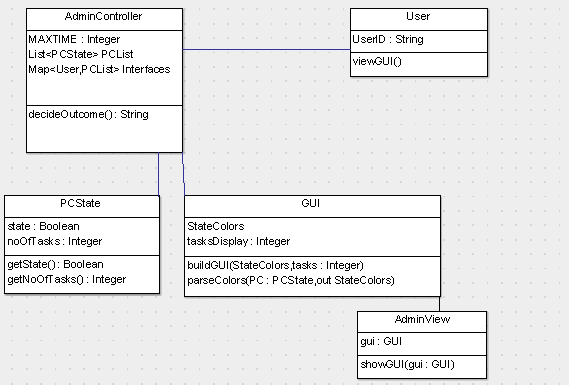 AdminController
MAXTIME : Integer
List<PCState> PCList
Map<User,PCList> Interfaces
decideOutcome() : String
User
UserID : String
viewGUI()
PCState
state : Boolean
noOfTasks : Integer
getState() : Boolean
getNoOfTasks() : Integer
GUI
StateColors
tasksDisplay : Integer
buildGUI(StateColors,tasks : Integer)
parseColors(PC : PCState,out StateColors)
AdminView
gui : GUI
showGUI(gui : GUI)